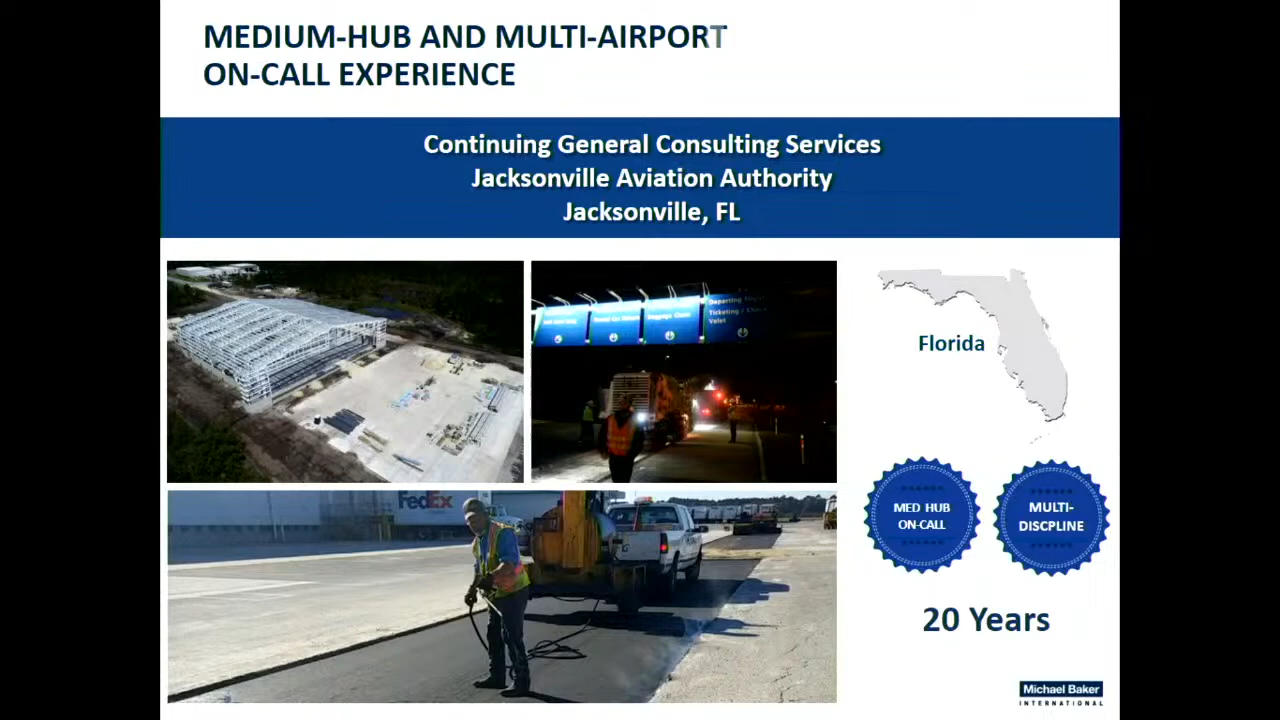 MEDIUM-HUB AND MULTI-AIRPORT
ON-CALL EXPERIENCE
Continuing General Consulting Services
Jacksonville Aviation Authority
Jacksonville, FL
Baggage Claim
Departing
Ticketing /
Valet
FedEx
Florida
MED HUB
ON-CALL
MULTI-
DISCPLINE
20 Years
Michael Baker
INTERNATIONAL